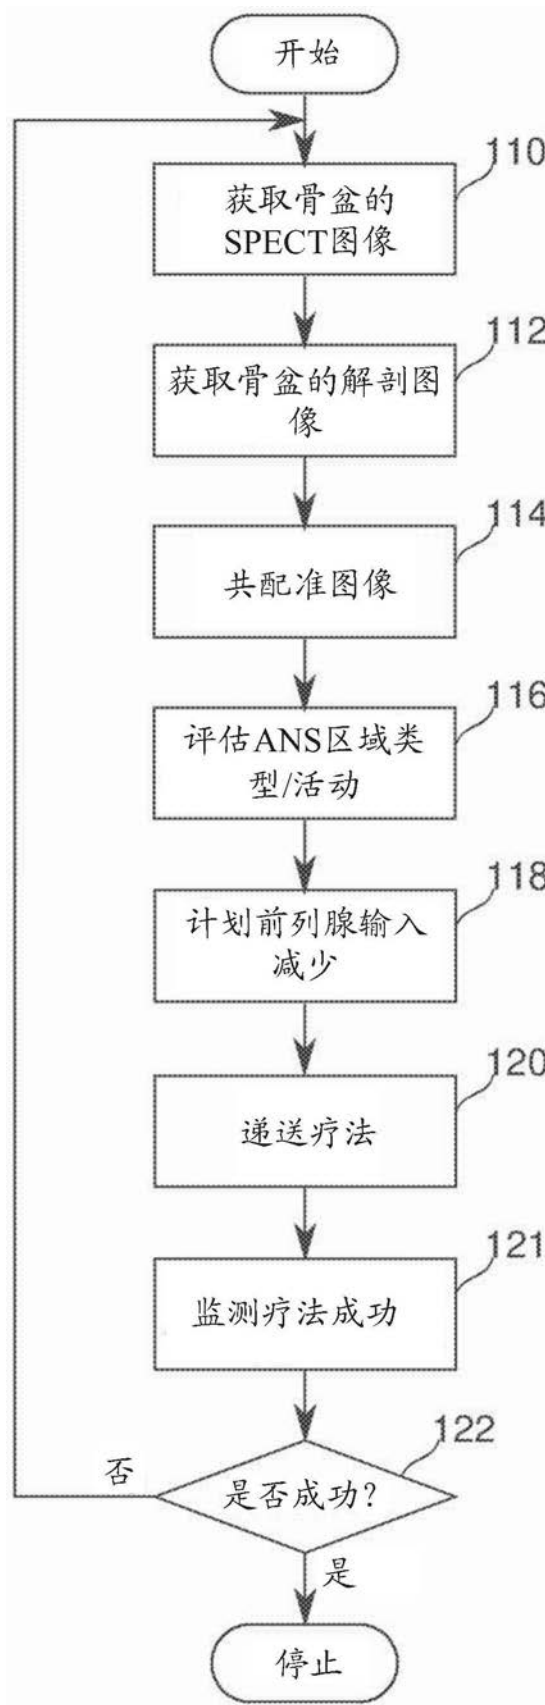 开始
110
获取骨盆的
SPECT图像
112
获取骨盆的解剖图
像
114
共配准图像
116
评估ANS区域类
型/活动
118
计划前列腺输入
减少
120
递送疗法
121
监测疗法成功
122
否
是否成功?
是
停止